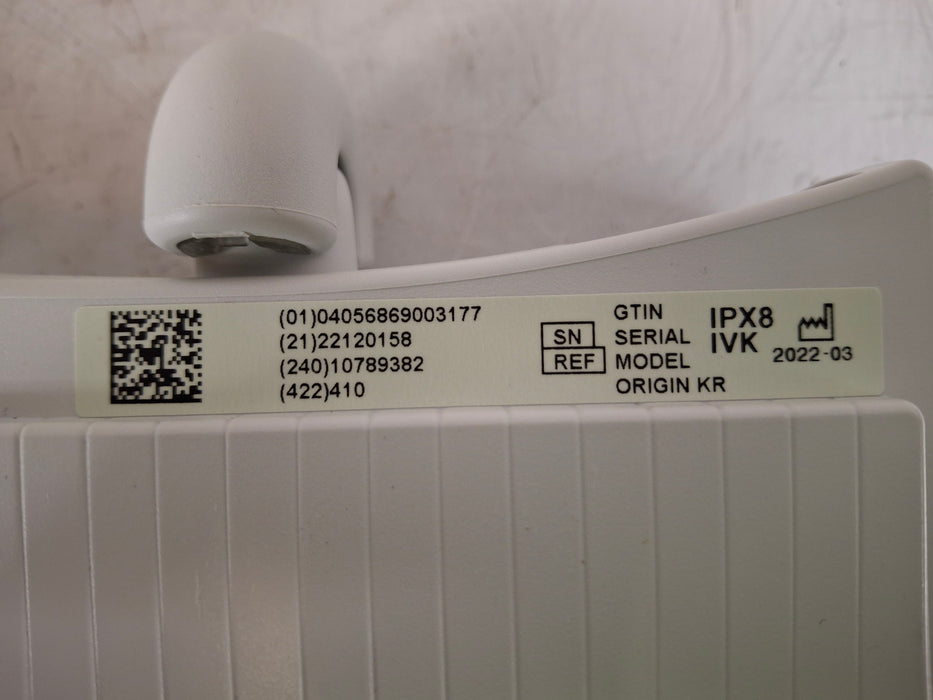 (01)04056869003177 GTIN
(21)22120158 SN SERIAL
(240)10789382 REF MODEL
(422)410 ORIGIN KR
IPX8
IVK
2022-03